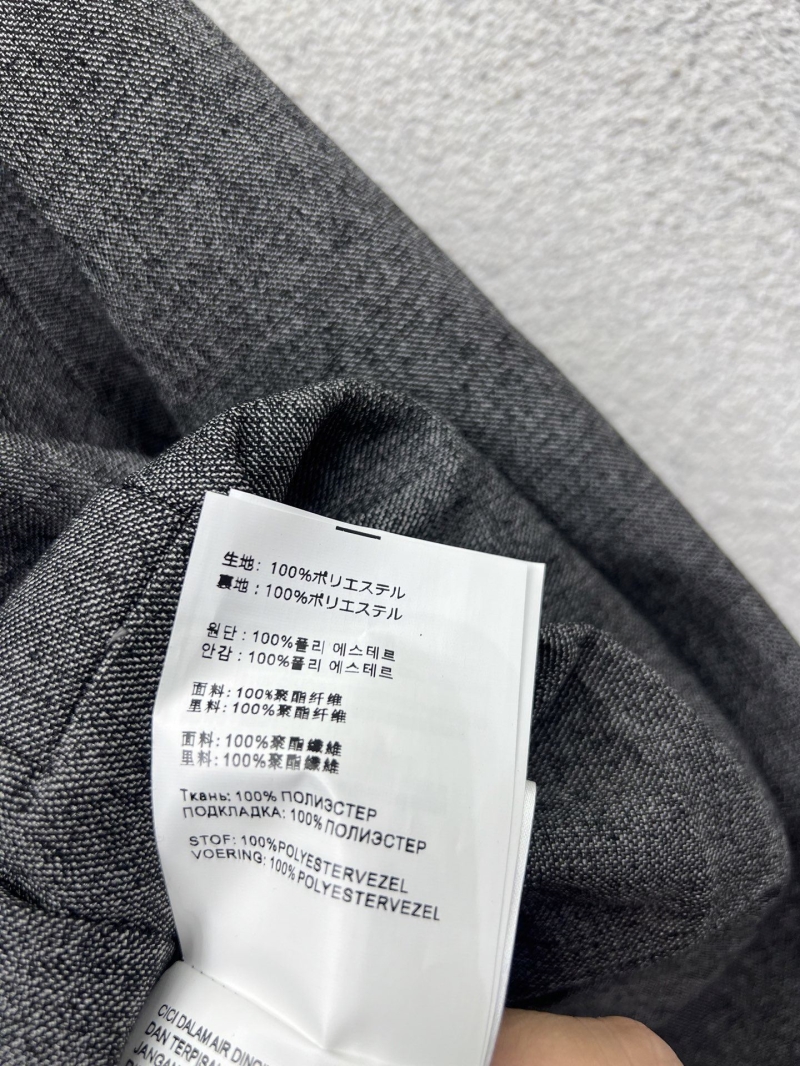 生地: 100%ポリエステル
裏地: 100%ポリエステル
원단: 100%폴리 에스테르
안감: 100%폴리 에스테르
面料: 100%聚酯纤维
里料: 100%聚酯纤维
面料:100%聚酯纖維
里料:100%聚酯纖維
Ткань: 100% ПОЛИЭСТЕР
ПОДКЛАДКА: 100% ПОЛИЭСТЕР
STOF: 100%POLYESTERVEZEL
VOERING: 100% POLYESTERVEZEL
CICI DALAM AIR
DAN